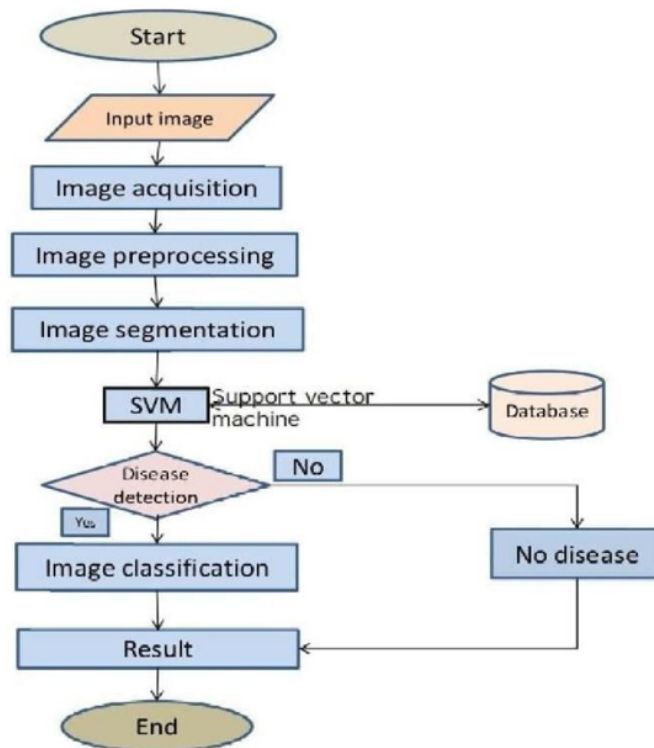 Start
Input image
Image acquisition
Image preprocessing
Image segmentation
SVM
Support vector
machine
Database
Disease
detection
No
Yes
Image classification
No disease
Result
End